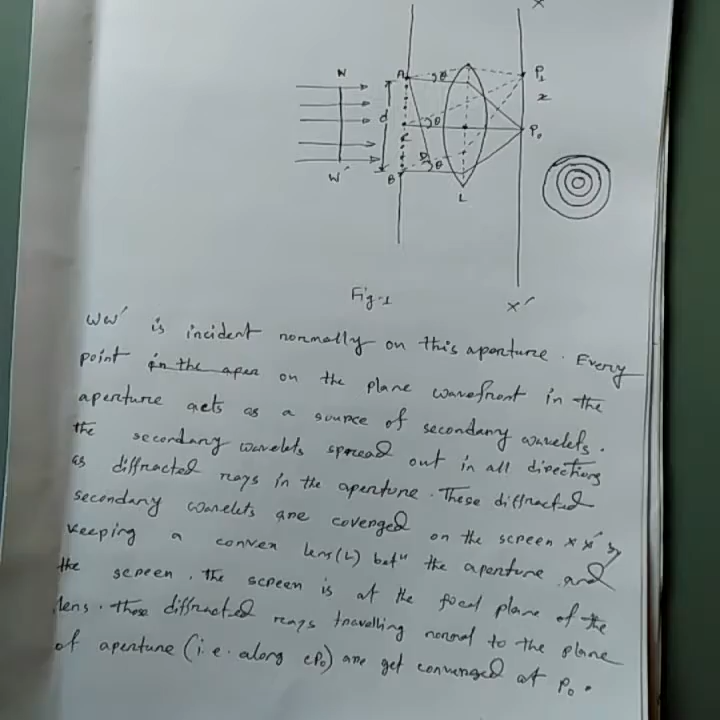 X
W
A
θ
P₁
x
d
θ
C
P₀
D
θ
W'
B
L
Fig-1
X'
WW' is incident normally on this aperture. Every
point in the aper on the plane wavefront in the
aperture acts as a source of secondary wavelets.
the secondary wavelets spread out in all directions
as diffracted rays in the aperture. These diffracted
secondary wavelets are coverged on the screen XX' by
keeping a convex lens(L) betⁿ the aperture and
the screen. the screen is at the focal plane of the
lens. those diffracted rays travelling normal to the plane
of aperture (i.e. along CP₀) are get converged at P₀.